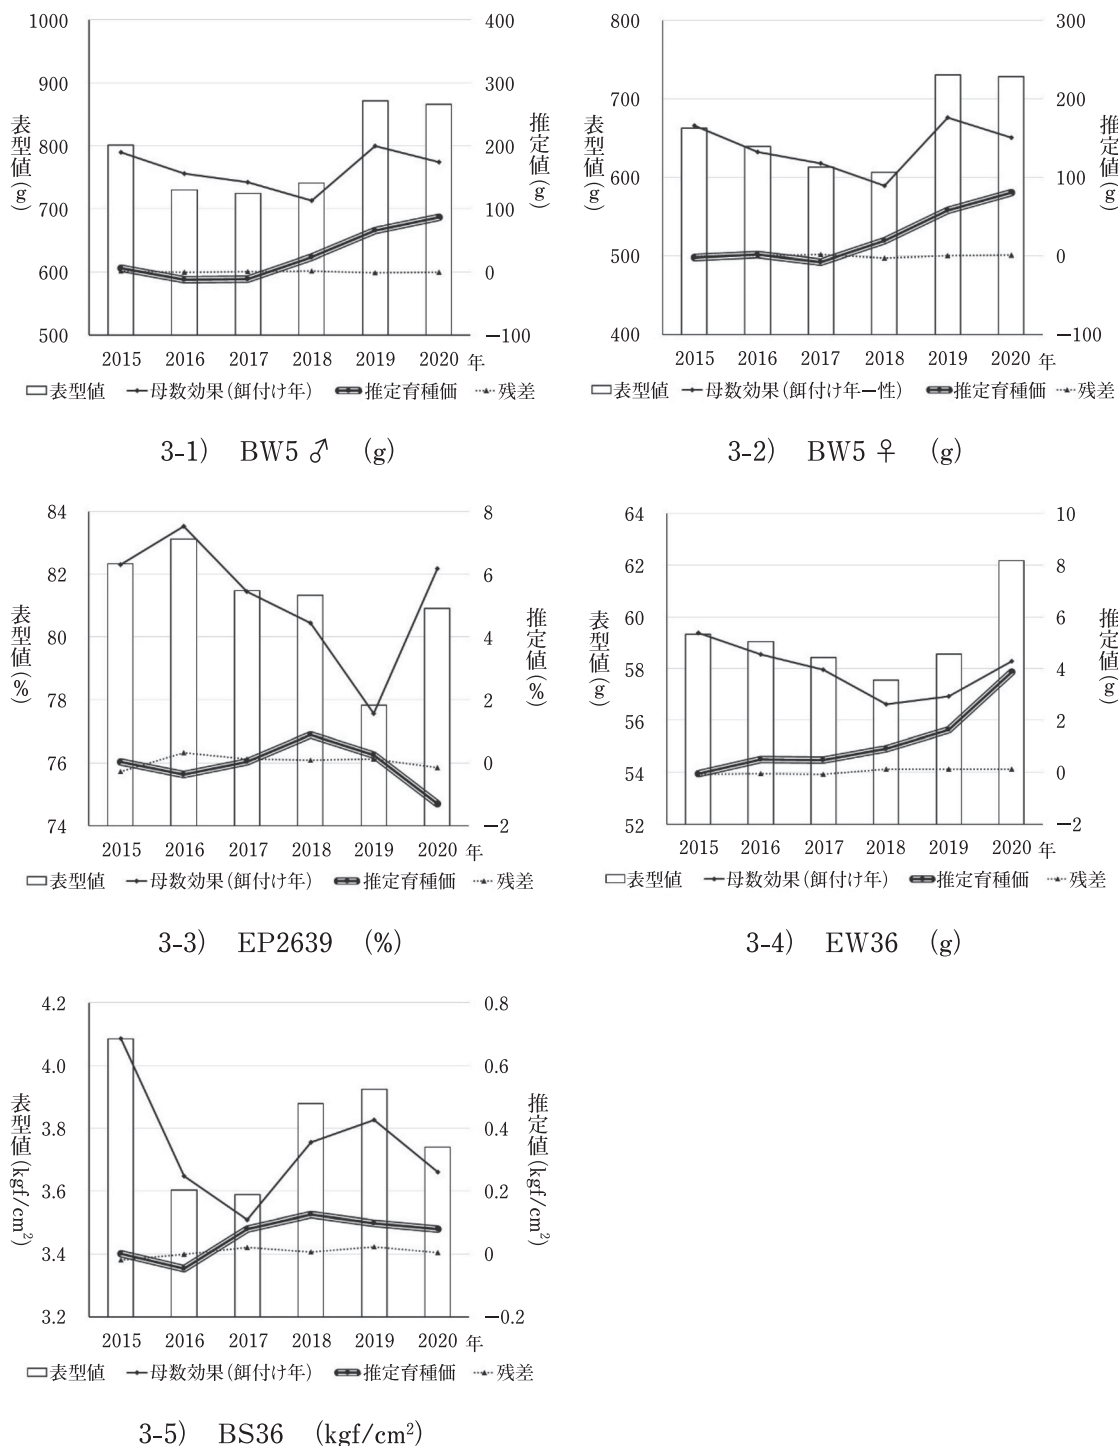 1000
900
800
700
600
500
表型値(g)
400
300
200
100
0
−100
推定値(g)
2015 2016 2017 2018 2019 2020 年
表型値 母数効果(餌付け年) 推定育種価 残差
3-1) BW5 ♂ (g)
800
700
600
500
400
表型値(g)
300
200
100
0
−100
推定値(g)
2015 2016 2017 2018 2019 2020 年
表型値 母数効果(餌付け年−性) 推定育種価 残差
3-2) BW5 ♀ (g)
84
82
80
78
76
74
表型値(%)
8
6
4
2
0
−2
推定値(%)
2015 2016 2017 2018 2019 2020 年
表型値 母数効果(餌付け年) 推定育種価 残差
3-3) EP2639 (%)
64
62
60
58
56
54
52
表型値(g)
10
8
6
4
2
0
−2
推定値(g)
2015 2016 2017 2018 2019 2020 年
表型値 母数効果(餌付け年) 推定育種価 残差
3-4) EW36 (g)
4.2
4.0
3.8
3.6
3.4
3.2
表型値(kgf/cm²)
0.8
0.6
0.4
0.2
0
−0.2
推定値(kgf/cm²)
2015 2016 2017 2018 2019 2020 年
表型値 母数効果(餌付け年) 推定育種価 残差
3-5) BS36 (kgf/cm²)